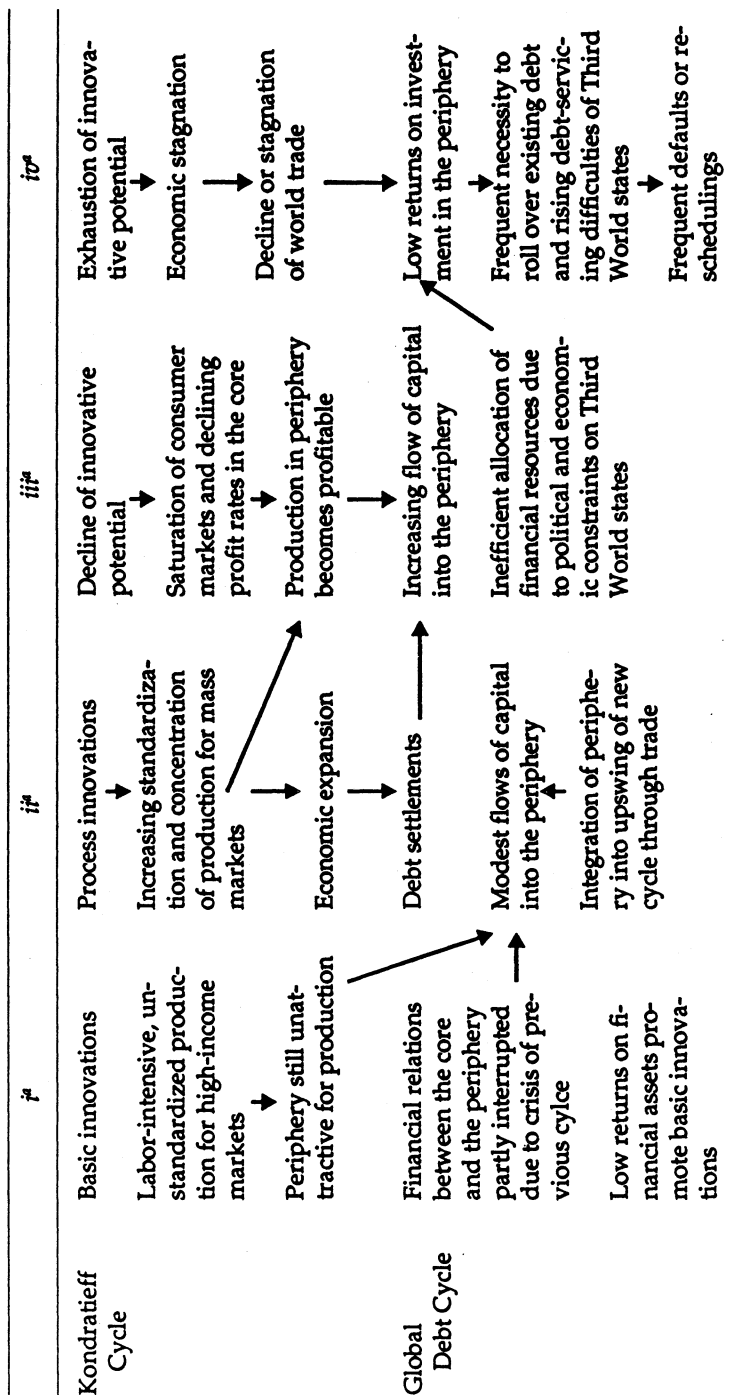 i^a
ii^a
iii^a
iv^a
Kondratieff
Cycle
Basic innovations
Labor-intensive, un-
standardized produc-
tion for high-income
markets
Periphery still unat-
tractive for production
Process innovations
Increasing standardiza-
tion and concentration
of production for mass
markets
Economic expansion
Decline of innovative
potential
Saturation of consumer
markets and declining
profit rates in the core
Production in periphery
becomes profitable
Exhaustion of innova-
tive potential
Economic stagnation
Decline or stagnation
of world trade
Global
Debt Cycle
Financial relations
between the core
and the periphery
partly interrupted
due to crisis of pre-
vious cylce
Low returns on fi-
nancial assets pro-
mote basic innova-
tions
Debt settlements
Modest flows of capital
into the periphery
Integration of periphe-
ry into upswing of new
cycle through trade
Increasing flow of capital
into the periphery
Inefficient allocation of
financial resources due
to political and econom-
ic constraints on Third
World states
Low returns on invest-
ment in the periphery
Frequent necessity to
roll over existing debt
and rising debt-servic-
ing difficulties of Third
World states
Frequent defaults or re-
schedulings